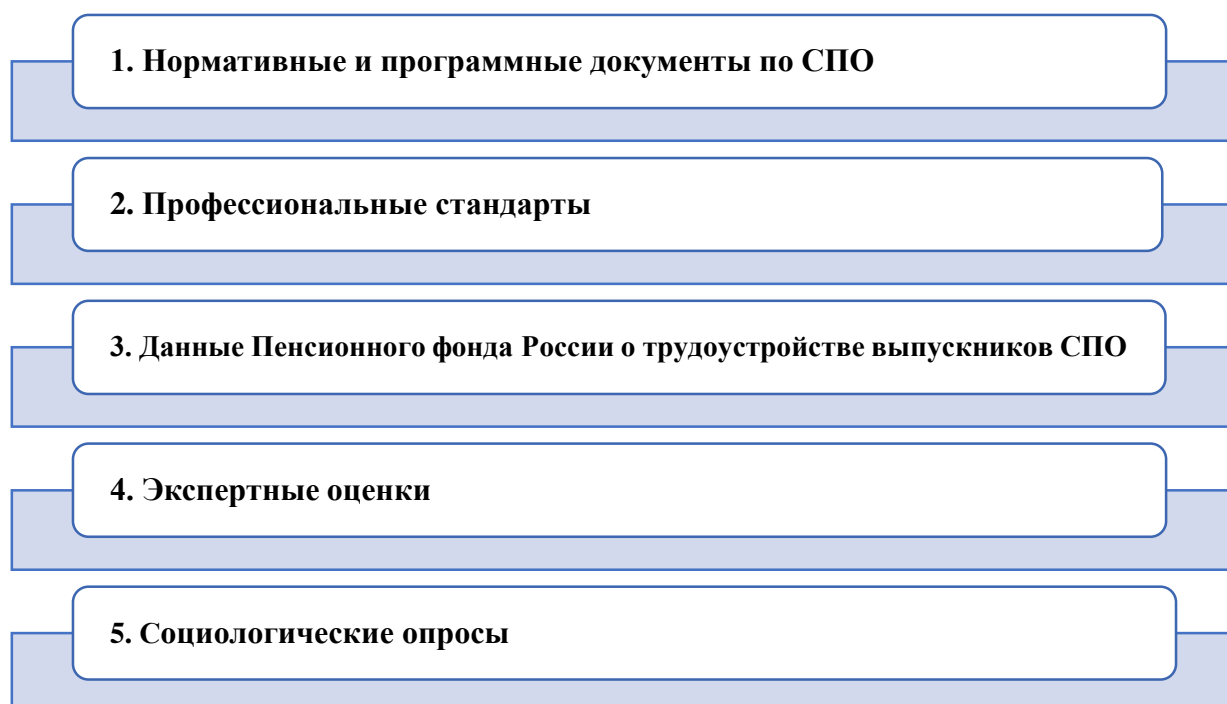 1. Нормативные и программные документы по СПО
2. Профессиональные стандарты
3. Данные Пенсионного фонда России о трудоустройстве выпускников СПО
4. Экспертные оценки
5. Социологические опросы